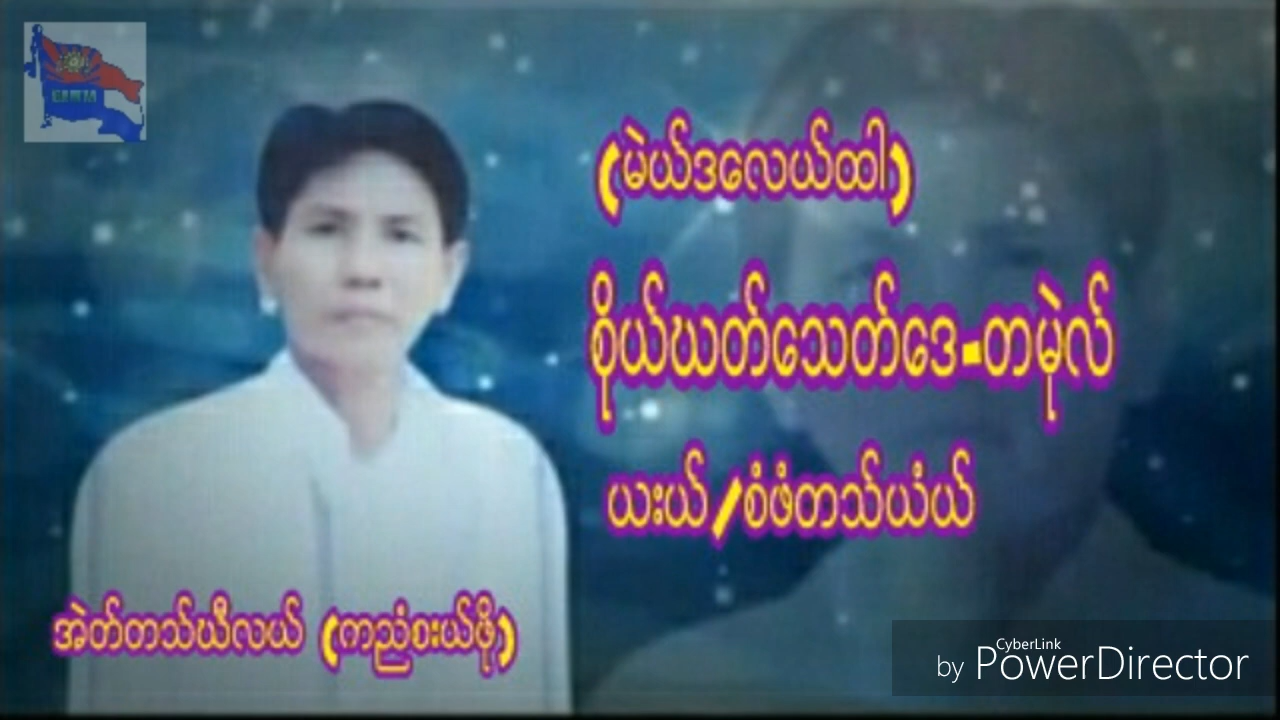 (မဲယ်ဒလေယ်ထါ)
စိုယ်ဃတ်သေတ်ဒေ-တမဲုလ်
ယးယ်/စံဖံတသ်ယံယ်
အဲတ်တသ်ဃီလယ် (ကညံစးယ်ဖို)
by CyberLink PowerDirector